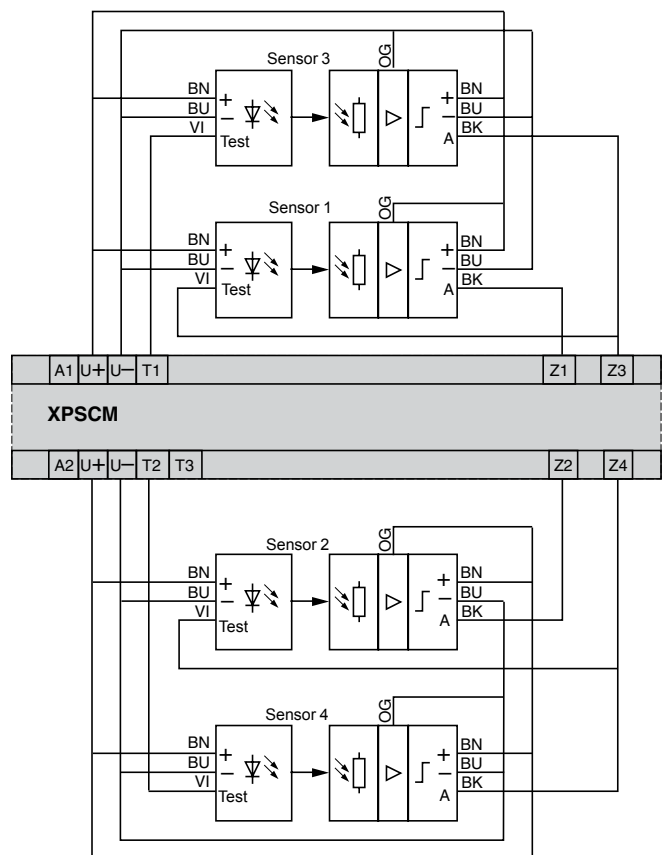 OG
Sensor 3
BN + + BN
BU – – BU
VI Test A BK
OG
Sensor 1
BN + + BN
BU – – BU
VI Test A BK
A1 U+ U– T1 Z1 Z3
XPSCM
A2 U+ U– T2 T3 Z2 Z4
OG
Sensor 2
BN + + BN
BU – – BU
VI Test A BK
OG
Sensor 4
BN + + BN
BU – – BU
VI Test A BK